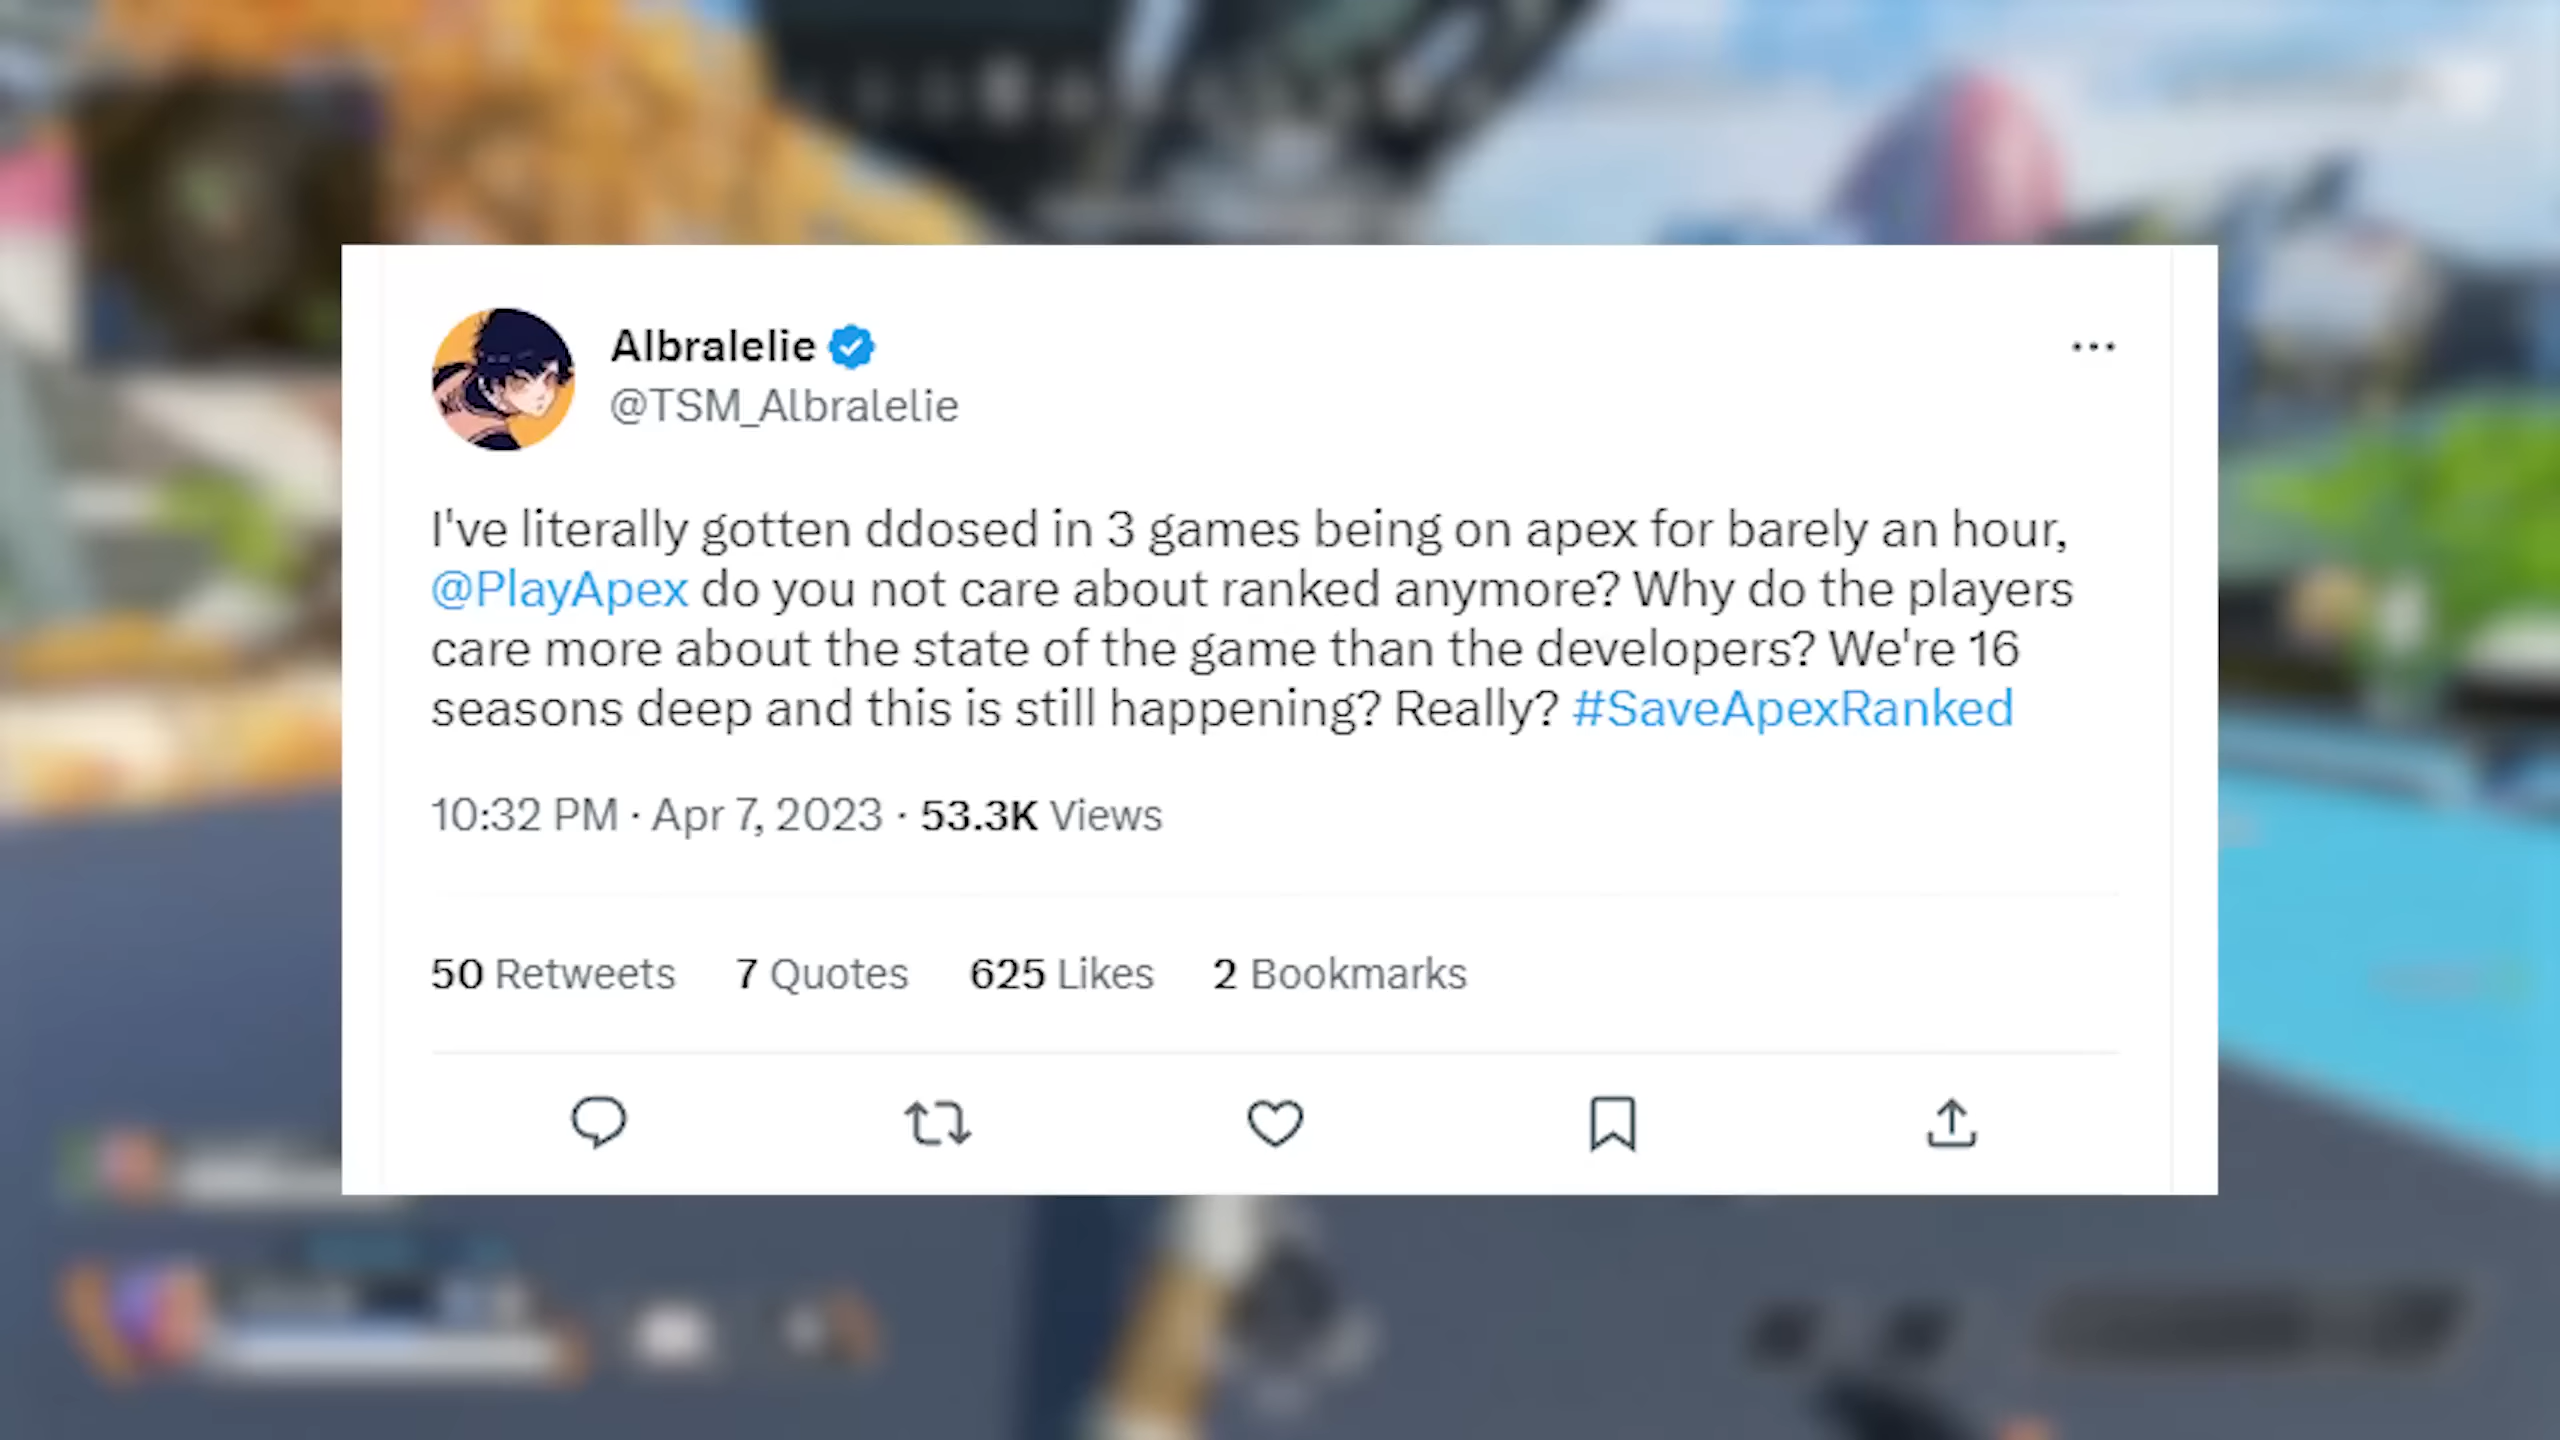 Albralelie
@TSM_Albralelie
I've literally gotten ddosed in 3 games being on apex for barely an hour,
@PlayApex do you not care about ranked anymore? Why do the players
care more about the state of the game than the developers? We're 16
seasons deep and this is still happening? Really? #SaveApexRanked
10:32 PM · Apr 7, 2023 · 53.3K Views
50 Retweets 7 Quotes 625 Likes 2 Bookmarks